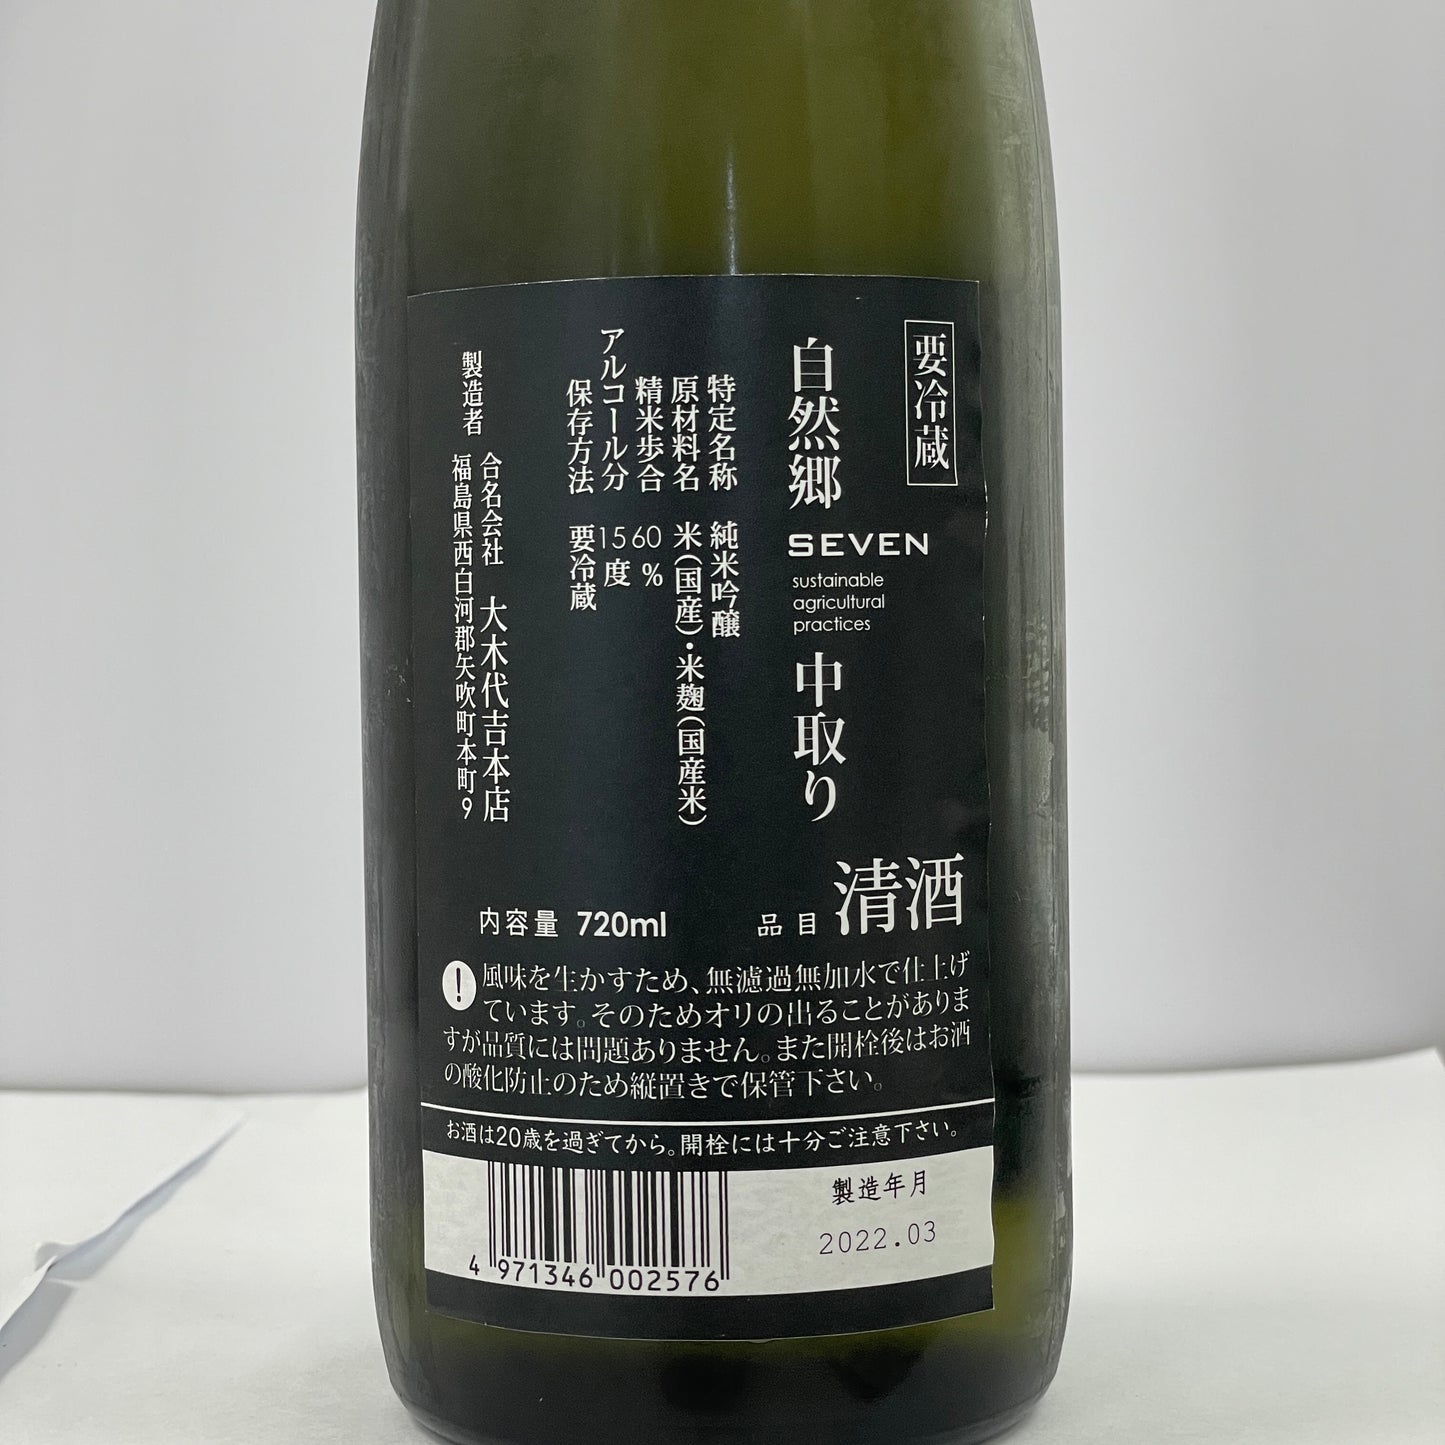 要冷蔵
自然郷
SEVEN
sustainable
agricultural
practices
中取り
特定名称 純米吟醸
原材料名 米(国産)・米麹(国産米)
精米歩合 60%
アルコール分 15度
保存方法 要冷蔵
製造者 合名会社 大木代吉本店
福島県西白河郡矢吹町本町9
品目 清酒
内容量 720ml
! 風味を生かすため、無濾過無加水で仕上げ
ています。そのためオリの出ることがありま
すが品質には問題ありません。また開栓後はお酒
の酸化防止のため縦置きで保管下さい。
お酒は20歳を過ぎてから。開栓には十分ご注意下さい。
製造年月
2022.03
4 971346 002576